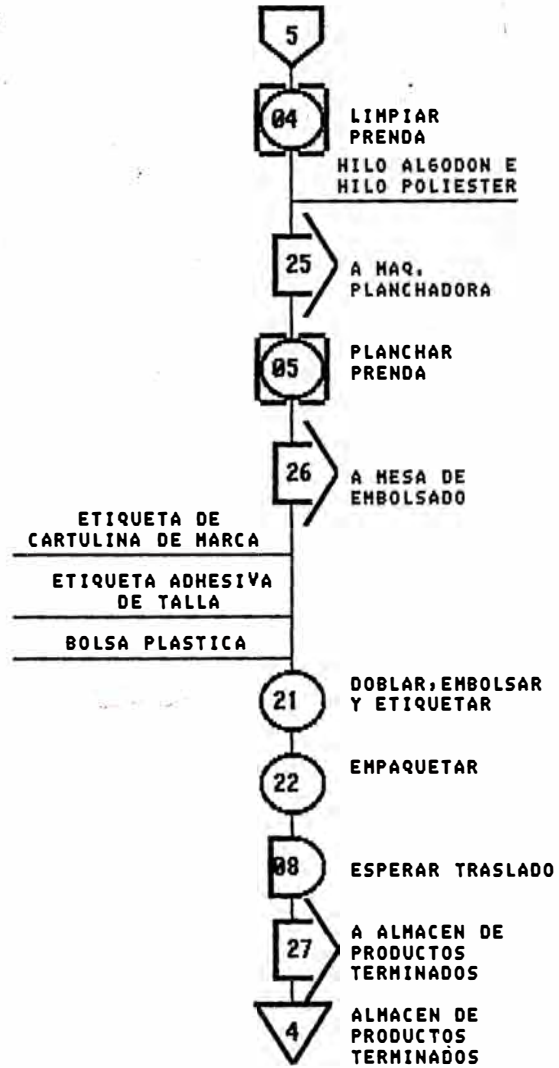 5
04
LIMPIAR
PRENDA
HILO ALGODON E
HILO POLIESTER
25
A MAQ.
PLANCHADORA
05
PLANCHAR
PRENDA
26
A MESA DE
EMBOLSADO
ETIQUETA DE
CARTULINA DE MARCA
ETIQUETA ADHESIVA
DE TALLA
BOLSA PLASTICA
21
DOBLAR,EMBOLSAR
Y ETIQUETAR
22
EMPAQUETAR
08
ESPERAR TRASLADO
27
A ALMACEN DE
PRODUCTOS
TERMINADOS
4
ALMACEN DE
PRODUCTOS
TERMINADOS